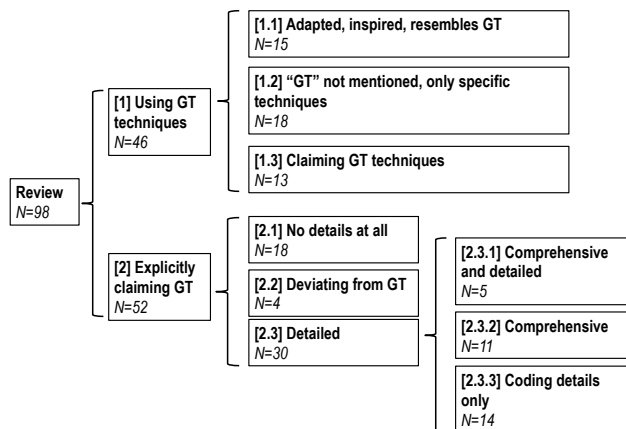 [1.1] Adapted, inspired, resembles GT
N=15
[1.2] “GT” not mentioned, only specific
techniques
N=18
[1] Using GT
techniques
N=46
[1.3] Claiming GT techniques
N=13
Review
N=98
[2.1] No details at all
N=18
[2] Explicitly
claiming GT
N=52
[2.2] Deviating from GT
N=4
[2.3] Detailed
N=30
[2.3.1] Comprehensive
and detailed
N=5
[2.3.2] Comprehensive
N=11
[2.3.3] Coding details
only
N=14